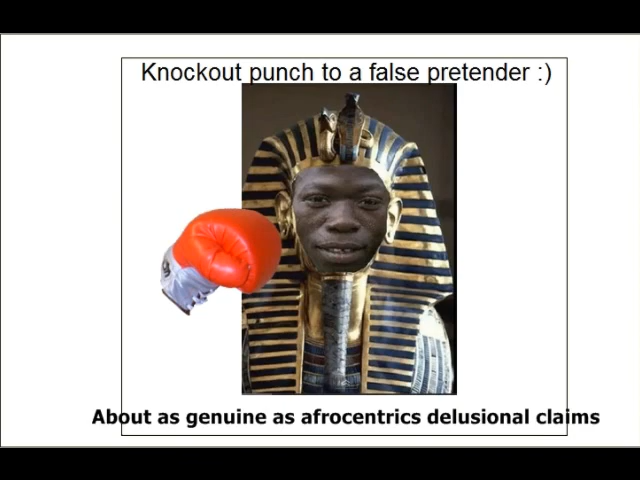 Knockout punch to a false pretender :)
About as genuine as afrocentrics delusional claims